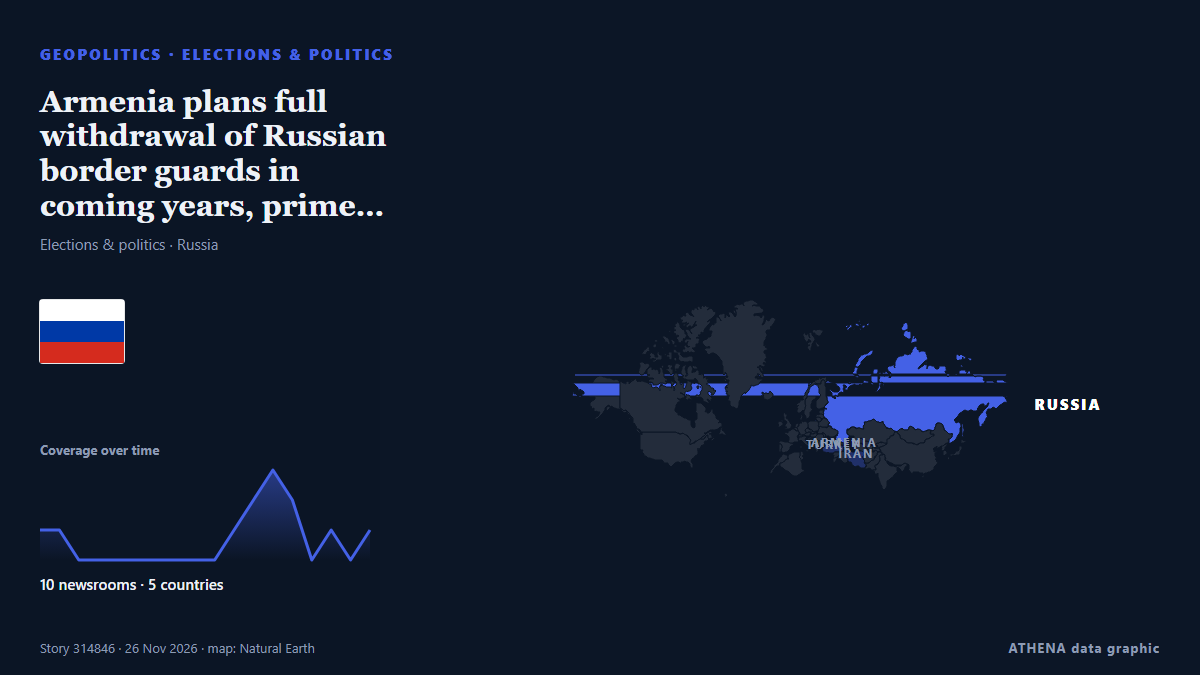 GEOPOLITICS · ELECTIONS & POLITICS
Armenia plans full
withdrawal of Russian
border guards in
coming years, prime...
Elections & politics · Russia
RUSSIA
ARMENIA
IRAN
Coverage over time
10 newsrooms · 5 countries
Story 314846 · 26 Nov 2026 · map: Natural Earth
ATHENA data graphic